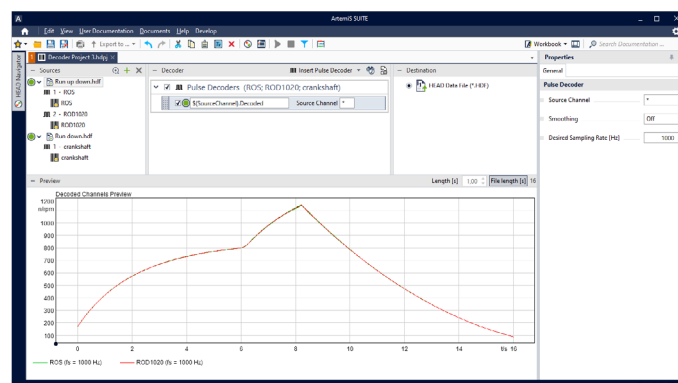 ArtemiS SUITE
Edit View User Documentation Documents Help Develop
Export to ...
Workbook
Search Documentation...
HEAD Navigator
Decoder Project 3.hdpj
Sources
Run up down.hdf
1 - ROS
ROS
2 - ROD1020
ROD1020
Run down.hdf
1 - crankshaft
crankshaft
Decoder
Insert Pulse Decoder
Pulse Decoders (ROS; ROD1020; crankshaft)
$(SourceChannel).Decoded Source Channel *
Destination
HEAD Data File (*.HDF)
Properties
General
Pulse Decoder
Source Channel *
Smoothing Off
Desired Sampling Rate [Hz] 1000
Preview
Length [s] 1,00 File length [s] 16
Decoded Channels Preview
1200
n/rpm
1000
900
800
700
600
500
400
300
200
100
0 2 4 6 8 10 12 14 t/s 16
ROS (fs = 1000 Hz) ROD1020 (fs = 1000 Hz)